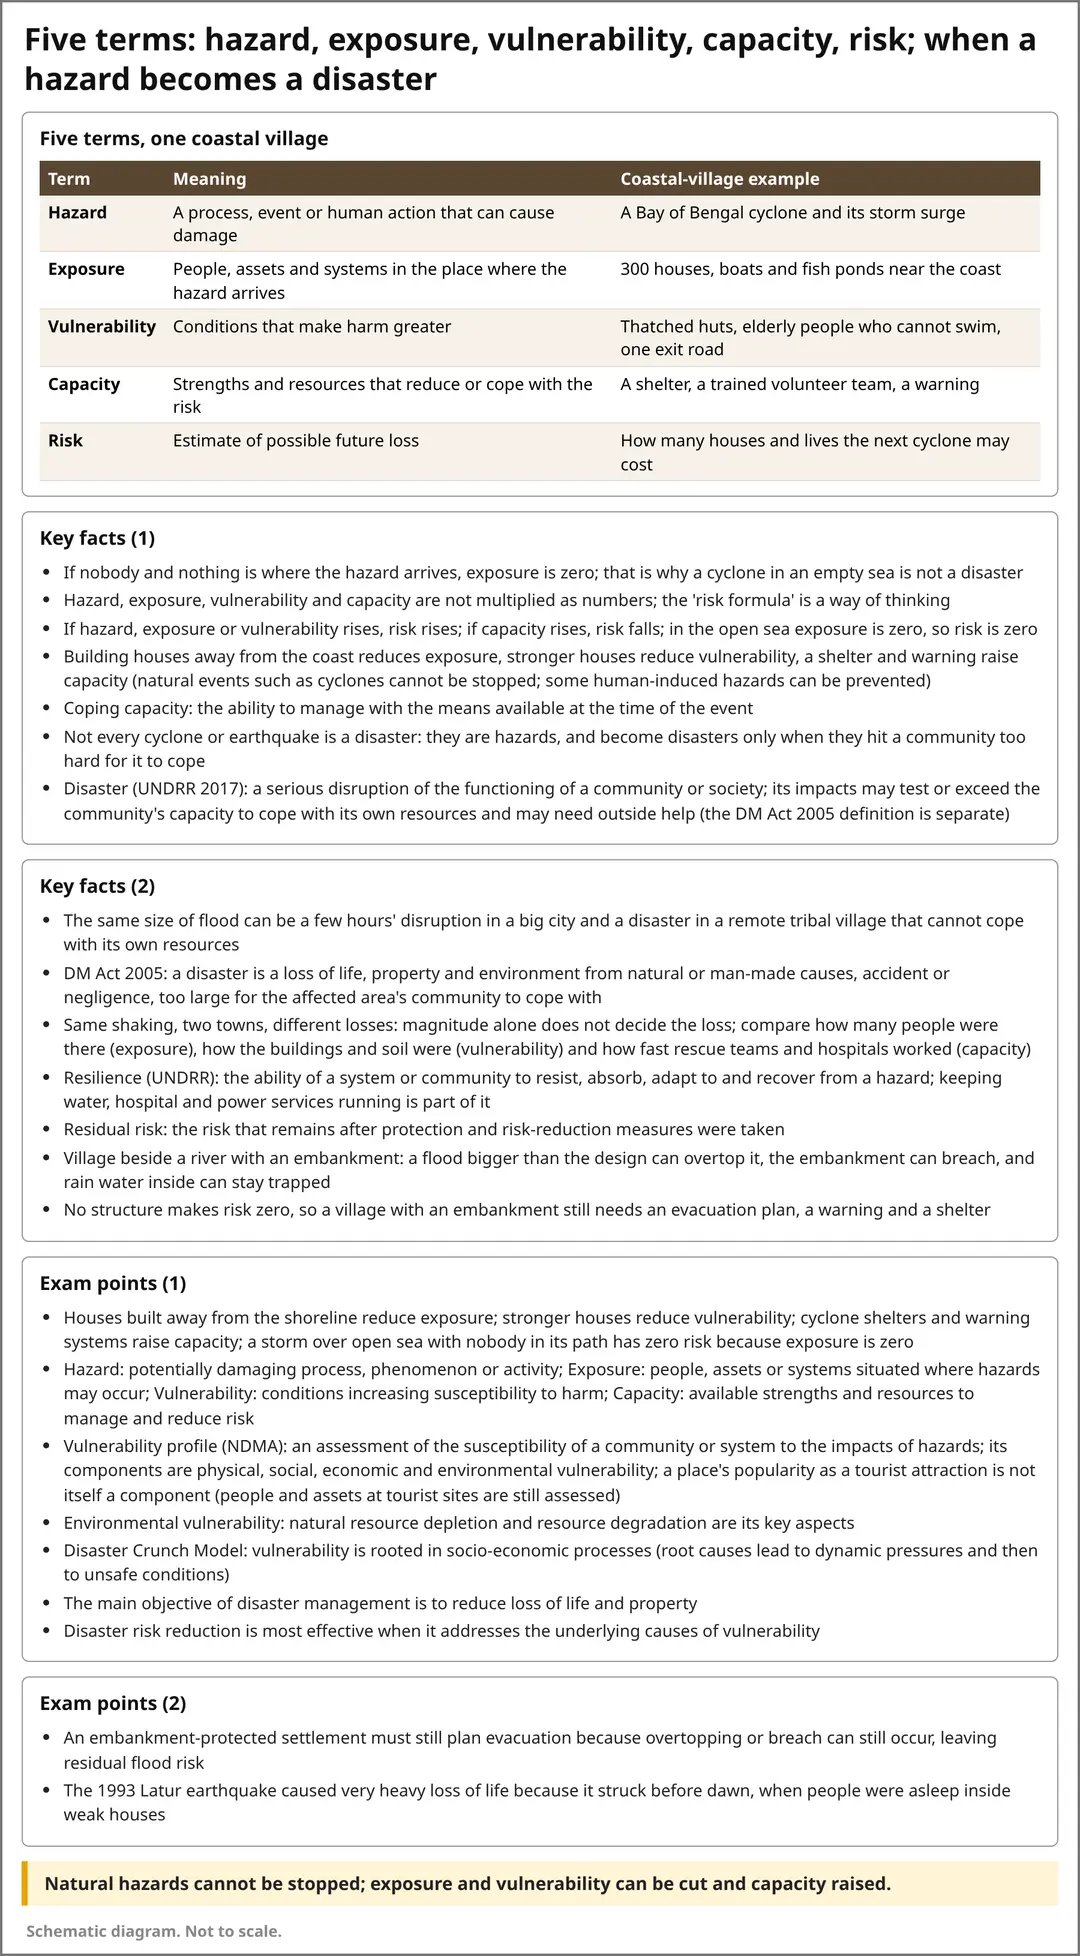 Five terms: hazard, exposure, vulnerability, capacity, risk; when a
hazard becomes a disaster
Five terms, one coastal village
Term Meaning Coastal-village example
Hazard A process, event or human action that can cause A Bay of Bengal cyclone and its storm surge
damage
Exposure People, assets and systems in the place where the 300 houses, boats and fish ponds near the coast
hazard arrives
Vulnerability Conditions that make harm greater Thatched huts, elderly people who cannot swim,
one exit road
Capacity Strengths and resources that reduce or cope with the A shelter, a trained volunteer team, a warning
risk
Risk Estimate of possible future loss How many houses and lives the next cyclone may
cost
Key facts (1)
• If nobody and nothing is where the hazard arrives, exposure is zero; that is why a cyclone in an empty sea is not a disaster
• Hazard, exposure, vulnerability and capacity are not multiplied as numbers; the 'risk formula' is a way of thinking
• If hazard, exposure or vulnerability rises, risk rises; if capacity rises, risk falls; in the open sea exposure is zero, so risk is zero
• Building houses away from the coast reduces exposure, stronger houses reduce vulnerability, a shelter and warning raise
capacity (natural events such as cyclones cannot be stopped; some human-induced hazards can be prevented)
• Coping capacity: the ability to manage with the means available at the time of the event
• Not every cyclone or earthquake is a disaster: they are hazards, and become disasters only when they hit a community too
hard for it to cope
• Disaster (UNDRR 2017): a serious disruption of the functioning of a community or society; its impacts may test or exceed the
community's capacity to cope with its own resources and may need outside help (the DM Act 2005 definition is separate)
Key facts (2)
• The same size of flood can be a few hours' disruption in a big city and a disaster in a remote tribal village that cannot cope
with its own resources
• DM Act 2005: a disaster is a loss of life, property and environment from natural or man-made causes, accident or
negligence, too large for the affected area's community to cope with
• Same shaking, two towns, different losses: magnitude alone does not decide the loss; compare how many people were
there (exposure), how the buildings and soil were (vulnerability) and how fast rescue teams and hospitals worked (capacity)
• Resilience (UNDRR): the ability of a system or community to resist, absorb, adapt to and recover from a hazard; keeping
water, hospital and power services running is part of it
• Residual risk: the risk that remains after protection and risk-reduction measures were taken
• Village beside a river with an embankment: a flood bigger than the design can overtop it, the embankment can breach, and
rain water inside can stay trapped
• No structure makes risk zero, so a village with an embankment still needs an evacuation plan, a warning and a shelter
Exam points (1)
• Houses built away from the shoreline reduce exposure; stronger houses reduce vulnerability; cyclone shelters and warning
systems raise capacity; a storm over open sea with nobody in its path has zero risk because exposure is zero
• Hazard: potentially damaging process, phenomenon or activity; Exposure: people, assets or systems situated where hazards
may occur; Vulnerability: conditions increasing susceptibility to harm; Capacity: available strengths and resources to
manage and reduce risk
• Vulnerability profile (NDMA): an assessment of the susceptibility of a community or system to the impacts of hazards; its
components are physical, social, economic and environmental vulnerability; a place's popularity as a tourist attraction is not
itself a component (people and assets at tourist sites are still assessed)
• Environmental vulnerability: natural resource depletion and resource degradation are its key aspects
• Disaster Crunch Model: vulnerability is rooted in socio-economic processes (root causes lead to dynamic pressures and then
to unsafe conditions)
• The main objective of disaster management is to reduce loss of life and property
• Disaster risk reduction is most effective when it addresses the underlying causes of vulnerability
Exam points (2)
• An embankment-protected settlement must still plan evacuation because overtopping or breach can still occur, leaving
residual flood risk
• The 1993 Latur earthquake caused very heavy loss of life because it struck before dawn, when people were asleep inside
weak houses
Natural hazards cannot be stopped; exposure and vulnerability can be cut and capacity raised.
Schematic diagram. Not to scale.